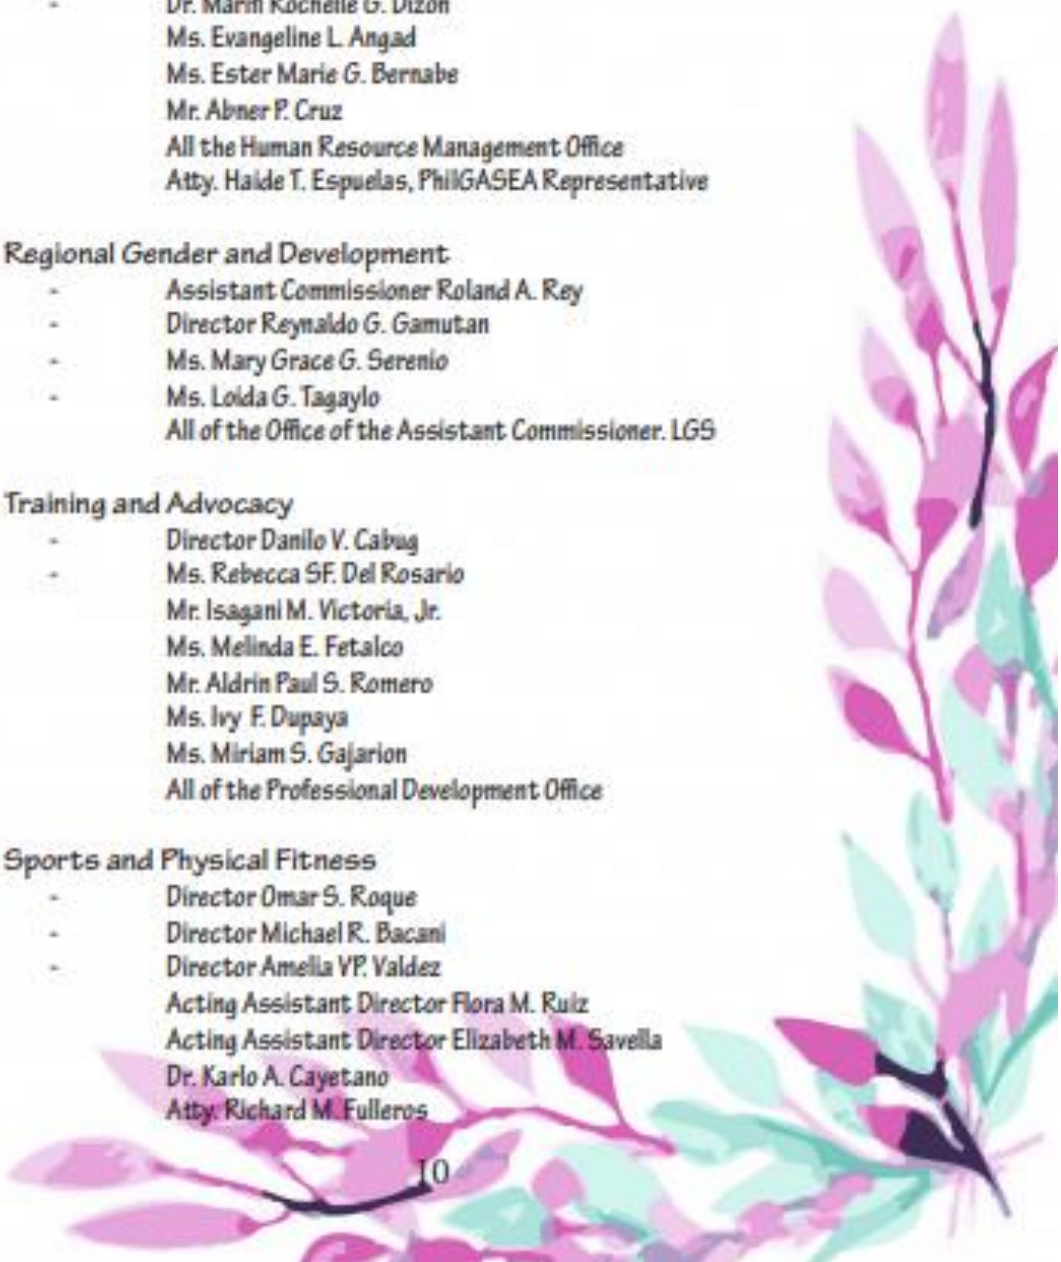 - Dr. Rochelle G. Dizon
Ms. Evangeline L. Angad
Ms. Ester Marie G. Bernabe
Mr. Abner P. Cruz
All the Human Resource Management Office
Atty. Haide T. Espuelas, PhilGASEA Representative
Regional Gender and Development
- Assistant Commissioner Roland A. Rey
- Director Reynaldo G. Gamutan
- Ms. Mary Grace G. Serenio
- Ms. Loida G. Tagaylo
All of the Office of the Assistant Commissioner. LGS
Training and Advocacy
- Director Danilo V. Cabug
- Ms. Rebecca SF. Del Rosario
Mr. Isagani M. Victoria, Jr.
Ms. Melinda E. Fetalco
Mr. Aldrin Paul S. Romero
Ms. Ivy F. Dupaya
Ms. Miriam S. Gajarion
All of the Professional Development Office
Sports and Physical Fitness
- Director Omar S. Roque
- Director Michael R. Bacani
- Director Amelia VP. Valdez
Acting Assistant Director Flora M. Ruiz
Acting Assistant Director Elizabeth M. Savella
Dr. Karlo A. Cayetano
Atty. Richard M. Fulleros
10